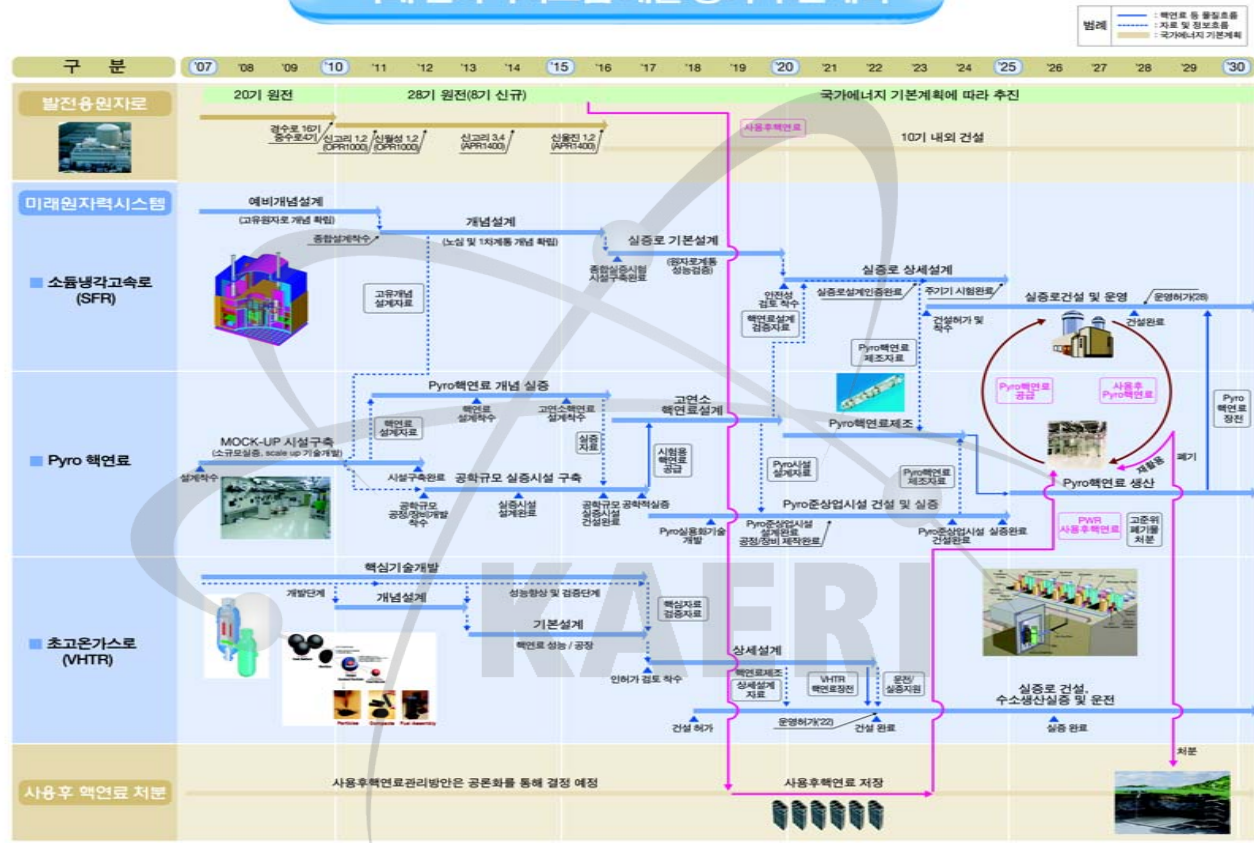 범례
: 핵연료 등 물질흐름
: 자료 및 정보흐름
: 국가에너지 기본계획
구 분
'07 '08 '09 '10 '11 '12 '13 '14 '15 '16 '17 '18 '19 '20 '21 '22 '23 '24 '25 '26 '27 '28 '29 '30
발전용원자로
20기 원전
28기 원전(8기 신규)
국가에너지 기본계획에 따라 추진
경수로 16기
중수로4기
신고리 1,2
(OPR1000)
신월성 1,2
(OPR1000)
신고리 3,4
(APR1400)
신울진 1,2
(APR1400)
사용후핵연료
10기 내외 건설
미래원자력시스템
소듐냉각고속로
(SFR)
예비개념설계
(고유원자로 개념 확립)
종합설계착수
개념설계
(노심 및 1차계통 개념 확립)
실증로 기본설계
(원자로계통
성능검증)
종합실증시험
시설구축완료
실증로 상세설계
안전성
검토 착수
실증로설계인증완료
주기기 시험완료
실증로건설 및 운영
운영허가('28)
건설허가 및
착수
건설완료
고유개념
설계자료
핵연료설계
검증자료
Pyro핵연료
제조자료
Pyro핵연료
공급
사용후
Pyro핵연료
Pyro
핵연료
장전
Pyro 핵연료
Pyro핵연료 개념 실증
핵연료
설계착수
고연소핵연료
설계착수
고연소
핵연료설계
핵연료
설계자료
실증
자료
시험용
핵연료
공급
Pyro핵연료제조
MOCK-UP 시설구축
(소규모실증, scale up 기술개발)
설계착수
시설구축완료
공학규모 실증시설 구축
공학규모
공정/장비개발
착수
실증시설
설계완료
공학규모
실증시설
건설완료
공학적실증
Pyro시설
설계자료
Pyro핵연료
제조자료
Pyro준상업시설 건설 및 실증
Pyro실용화기술
개발
Pyro준상업시설
설계완료
공정/장비 제작완료
Pyro준상업시설
건설완료
실증완료
재활용
폐기
Pyro핵연료 생산
PWR
사용후핵연료
고준위
폐기물
처분
초고온가스로
(VHTR)
핵심기술개발
개발단계
성능향상 및 검증단계
개념설계
기본설계
핵연료 성능 / 공장
핵심자료
검증자료
상세설계
인허가 검토 착수
핵연료제조
상세설계
자료
VHTR
핵연료장전
운전/
실증지원
실증로 건설,
수소생산실증 및 운전
건설 허가
운영허가('22)
건설 완료
실증 완료
Particles
Compacts
Fuel Assembly
KAERI
사용후 핵연료 처분
사용후핵연료관리방안은 공론화를 통해 결정 예정
사용후핵연료 저장
처분